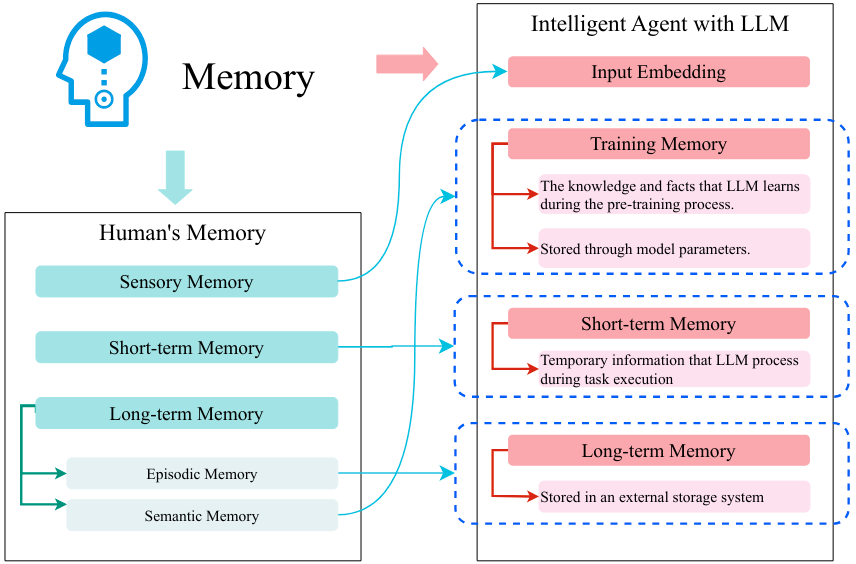 Memory
Human's Memory
Sensory Memory
Short-term Memory
Long-term Memory
Episodic Memory
Semantic Memory
Intelligent Agent with LLM
Input Embedding
Training Memory
The knowledge and facts that LLM learns
during the pre-training process.
Stored through model parameters.
Short-term Memory
Temporary information that LLM process
during task execution
Long-term Memory
Stored in an external storage system